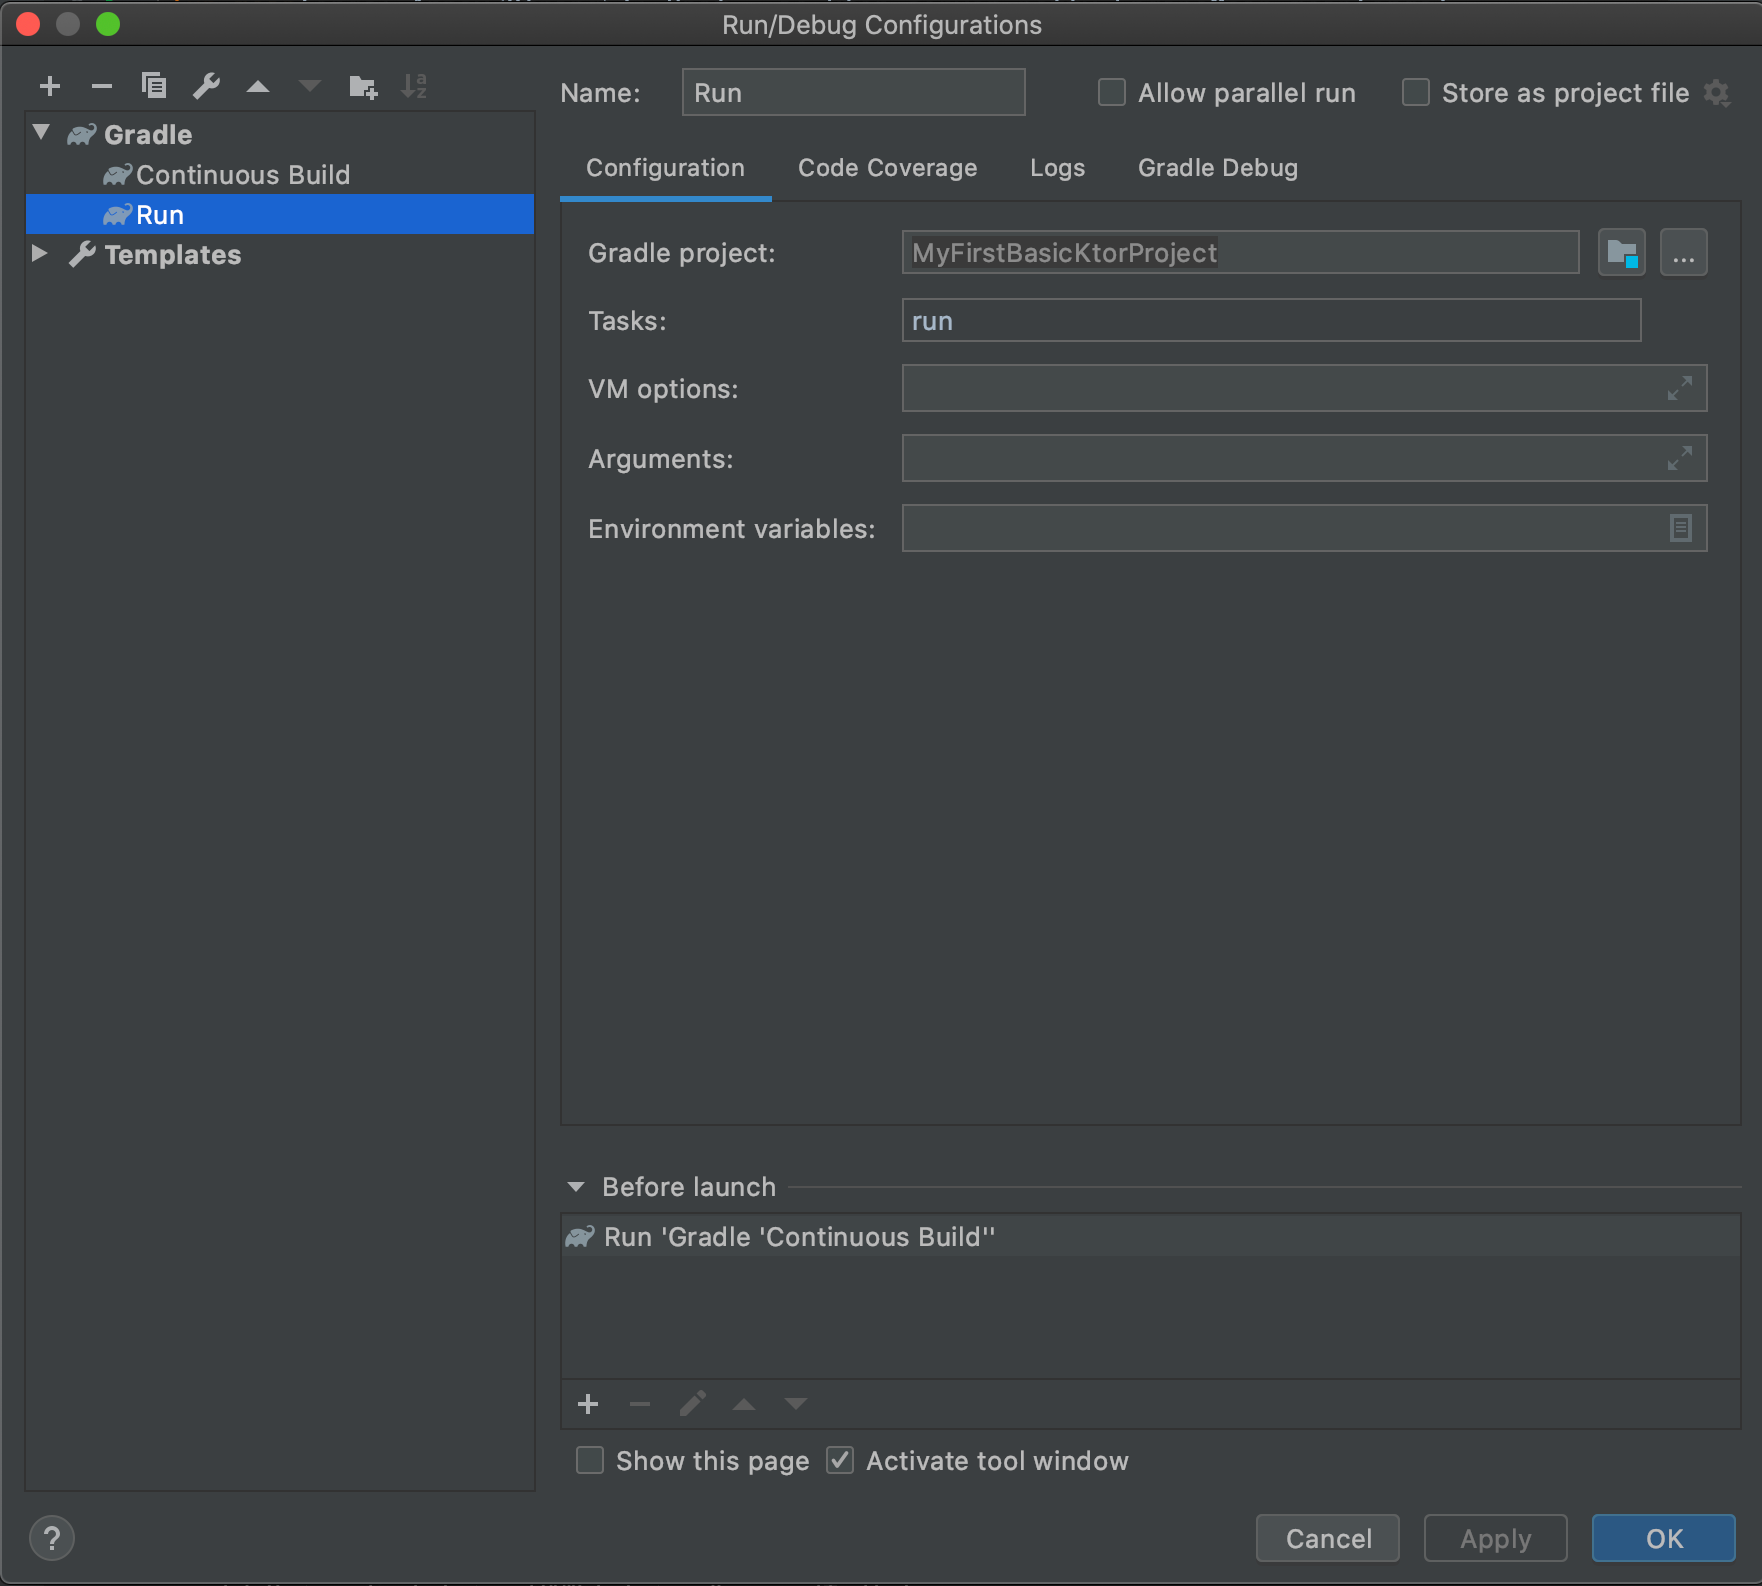 Run/Debug Configurations
Name: Run Allow parallel run Store as project file
Gradle
Continuous Build
Run
Templates
Configuration Code Coverage Logs Gradle Debug
Gradle project: MyFirstBasicKtorProject ...
Tasks: run
VM options:
Arguments:
Environment variables:
Before launch
Run 'Gradle 'Continuous Build''
Show this page Activate tool window
? Cancel Apply OK